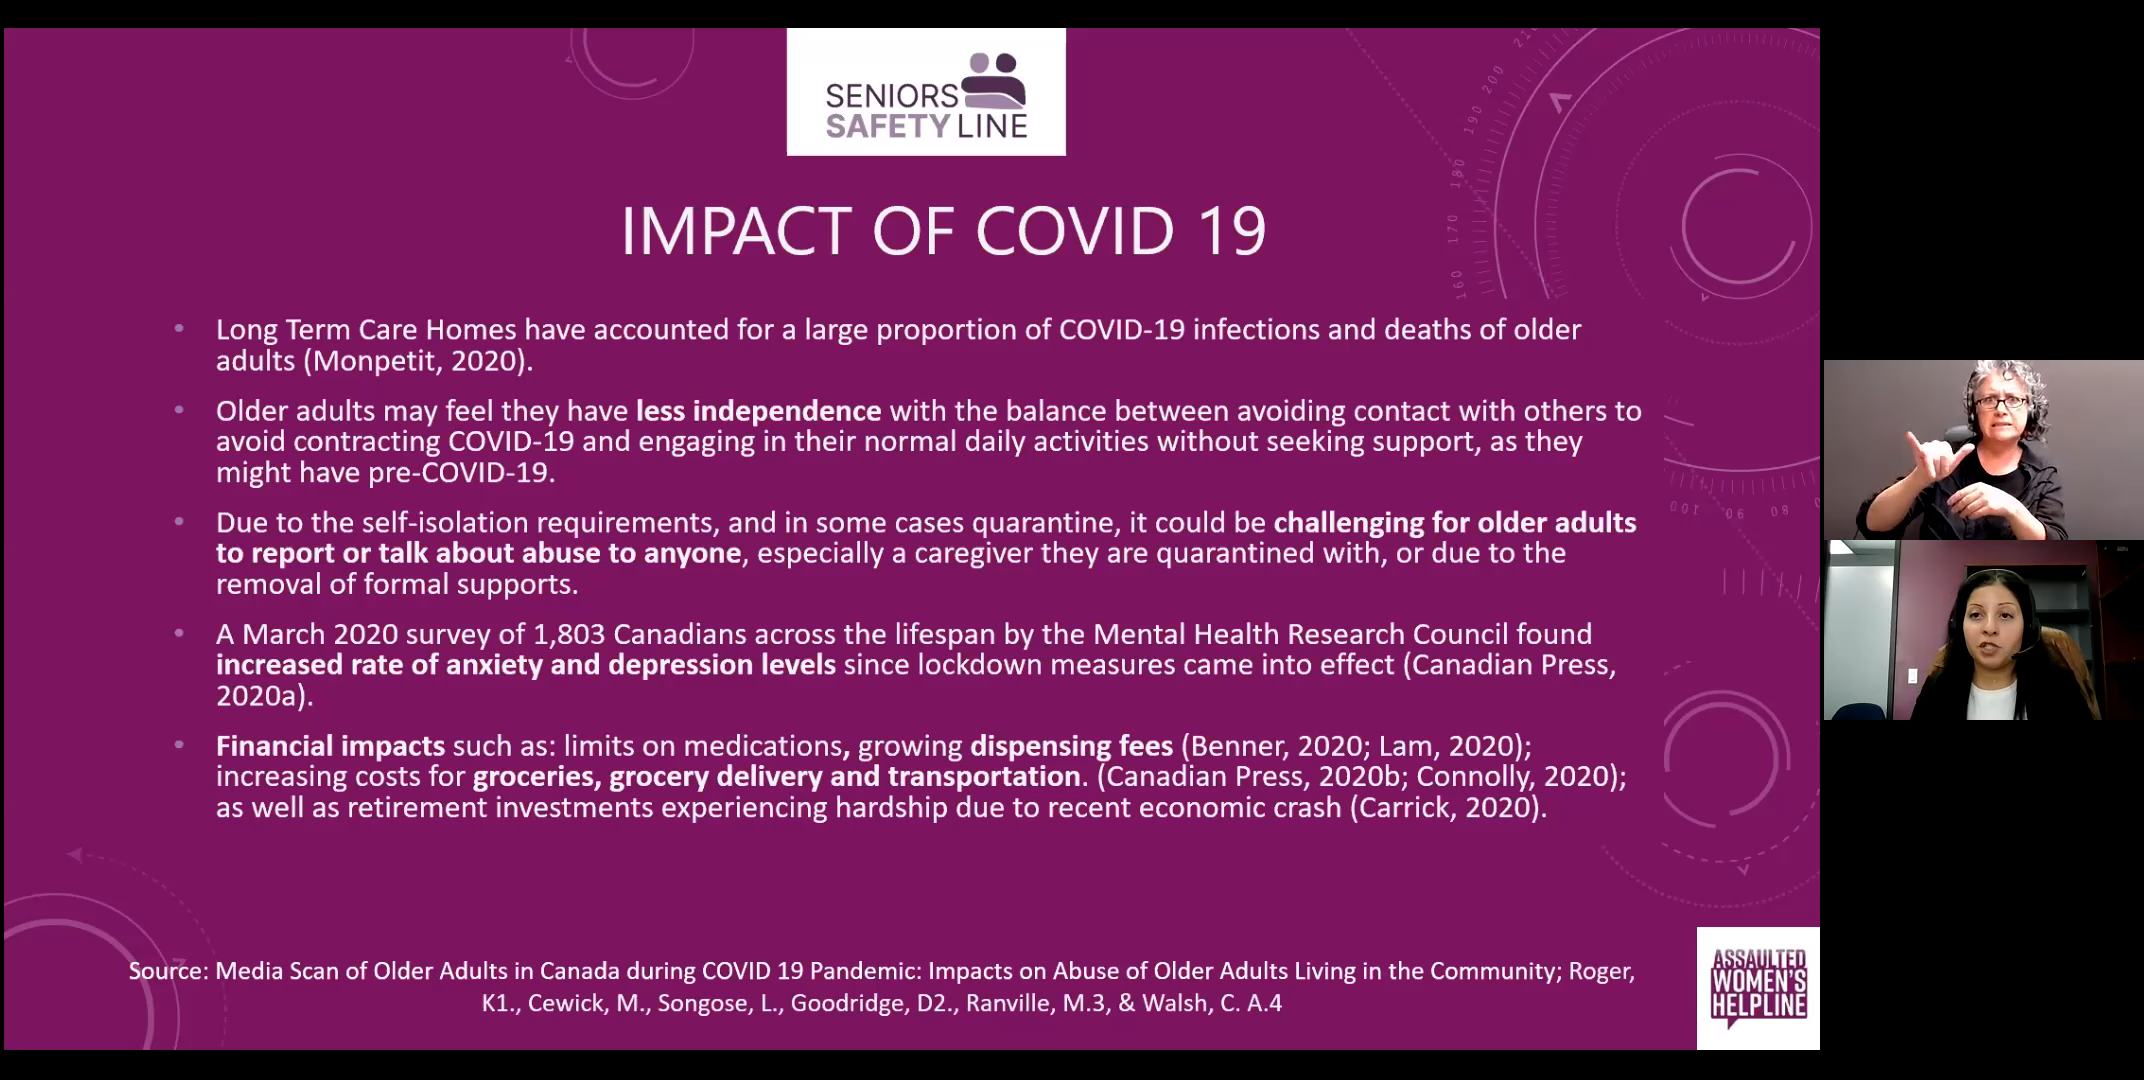 SENIORS
SAFETY LINE
IMPACT OF COVID 19
• Long Term Care Homes have accounted for a large proportion of COVID-19 infections and deaths of older
adults (Monpetit, 2020).
• Older adults may feel they have less independence with the balance between avoiding contact with others to
avoid contracting COVID-19 and engaging in their normal daily activities without seeking support, as they
might have pre-COVID-19.
• Due to the self-isolation requirements, and in some cases quarantine, it could be challenging for older adults
to report or talk about abuse to anyone, especially a caregiver they are quarantined with, or due to the
removal of formal supports.
• A March 2020 survey of 1,803 Canadians across the lifespan by the Mental Health Research Council found
increased rate of anxiety and depression levels since lockdown measures came into effect (Canadian Press,
2020a).
• Financial impacts such as: limits on medications, growing dispensing fees (Benner, 2020; Lam, 2020);
increasing costs for groceries, grocery delivery and transportation. (Canadian Press, 2020b; Connolly, 2020);
as well as retirement investments experiencing hardship due to recent economic crash (Carrick, 2020).
Source: Media Scan of Older Adults in Canada during COVID 19 Pandemic: Impacts on Abuse of Older Adults Living in the Community; Roger,
K1., Cewick, M., Songose, L., Goodridge, D2., Ranville, M.3, & Walsh, C. A.4
ASSAULTED
WOMEN'S
HELPLINE
210
200
190
180
170
160
100
90
80